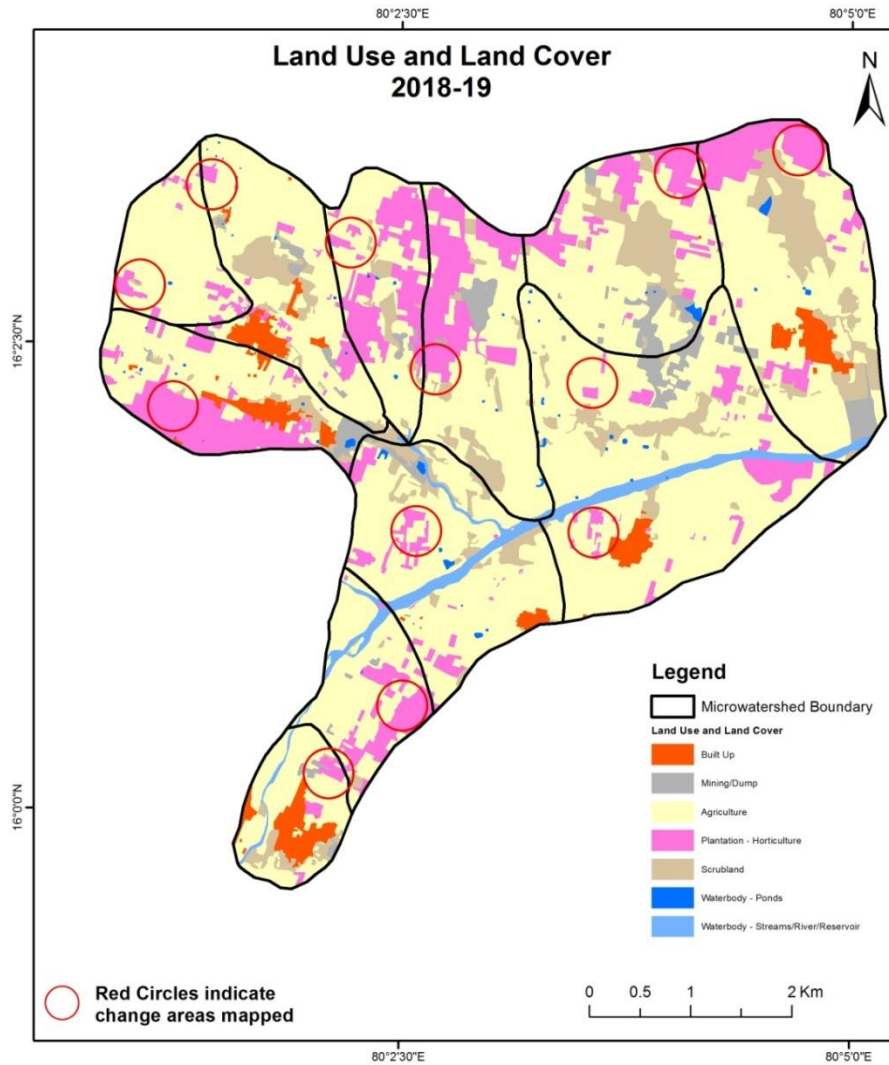 80°2'30"E
80°5'0"E
Land Use and Land Cover
2018-19
N
16°2'30"N
16°0'0"N
Legend
Microwatershed Boundary
Land Use and Land Cover
Built Up
Mining/Dump
Agriculture
Plantation - Horticulture
Scrubland
Waterbody - Ponds
Waterbody - Streams/River/Reservoir
Red Circles indicate
change areas mapped
0 0.5 1 2 Km
80°2'30"E
80°5'0"E